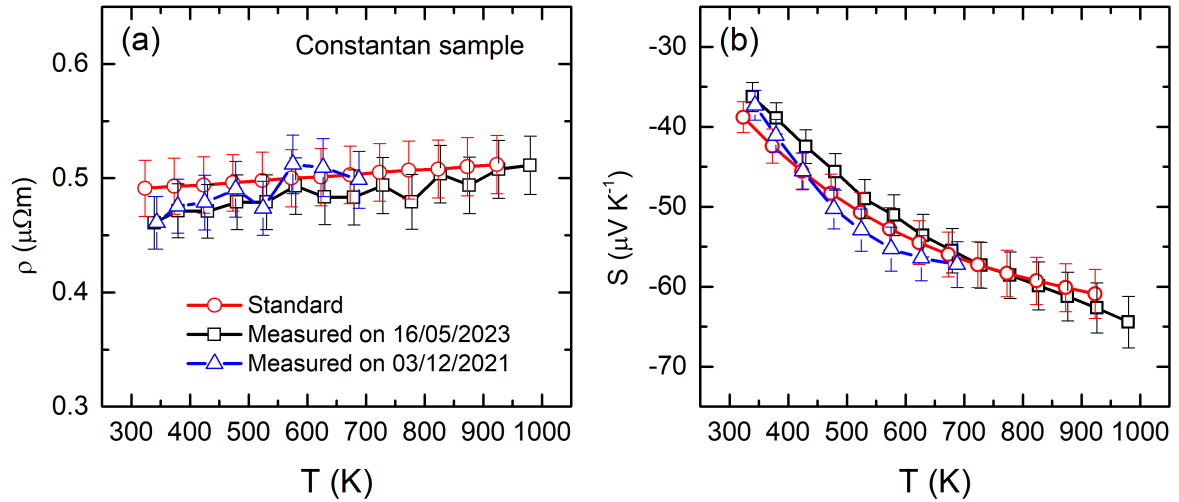 (a)
Constantan sample
0.6
0.5
0.4
0.3
ρ (μΩm)
Standard
Measured on 16/05/2023
Measured on 03/12/2021
300 400 500 600 700 800 900 1000
T (K)
(b)
-30
-40
-50
-60
-70
S (μV K⁻¹)
300 400 500 600 700 800 900 1000
T (K)